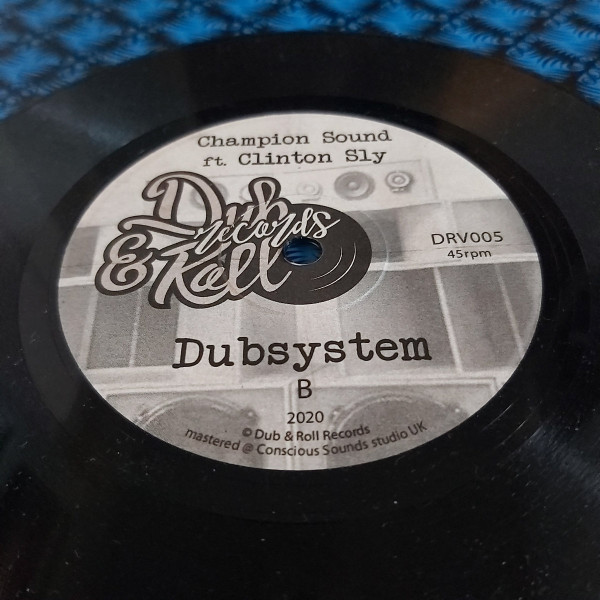 Champion Sound
ft. Clinton Sly
Dub
records
& Roll
DRV005
45rpm
Dubsystem
B
2020
© Dub & Roll Records
mastered @ Conscious Sounds studio UK